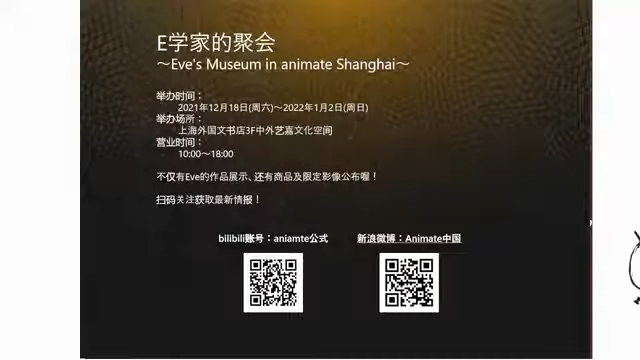 E学家的聚会
～Eve's Museum in animate Shanghai～
举办时间：
2021年12月18日(周六)～2022年1月2日(周日)
举办场所：
上海外国文书店3F中外艺嘉文化空间
营业时间：
10:00～18:00
不仅有Eve的作品展示、还有商品及限定影像公布喔！
扫码关注获取最新情报！
bilibili账号：aniamte公式
新浪微博：Animate中国